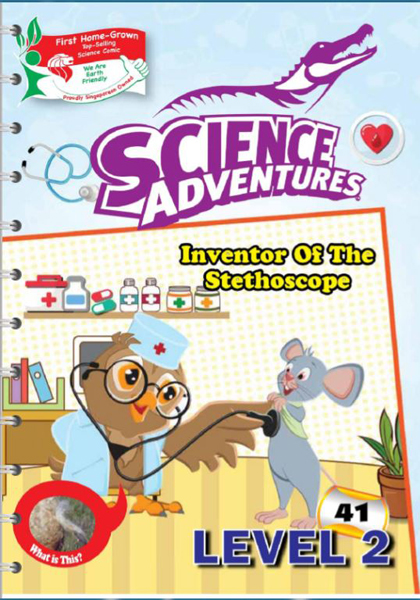 First Home-Grown
Top-Selling
Science Comic
We Are
Earth
Friendly
Proudly Singaporean Owned
SCIENCE
ADVENTURES
Inventor Of The
Stethoscope
41
LEVEL 2
What is This?